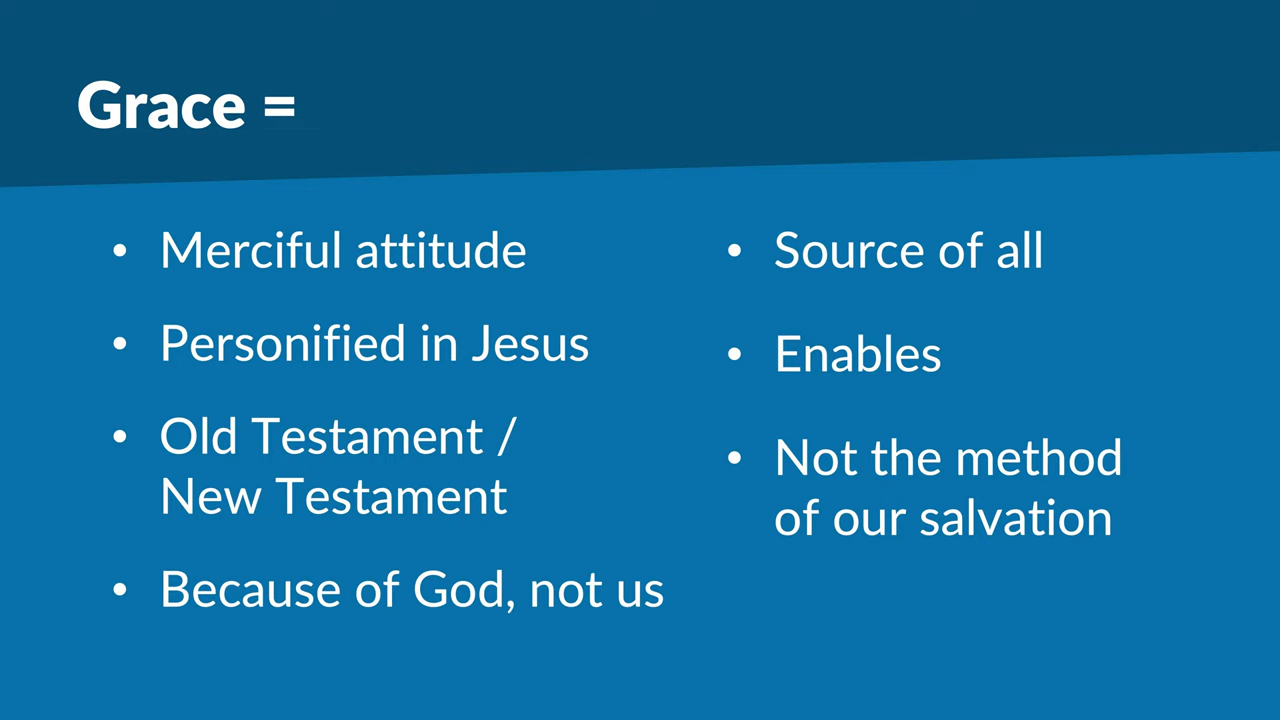 Grace =
• Merciful attitude
• Personified in Jesus
• Old Testament /
New Testament
• Because of God, not us
• Source of all
• Enables
• Not the method
of our salvation